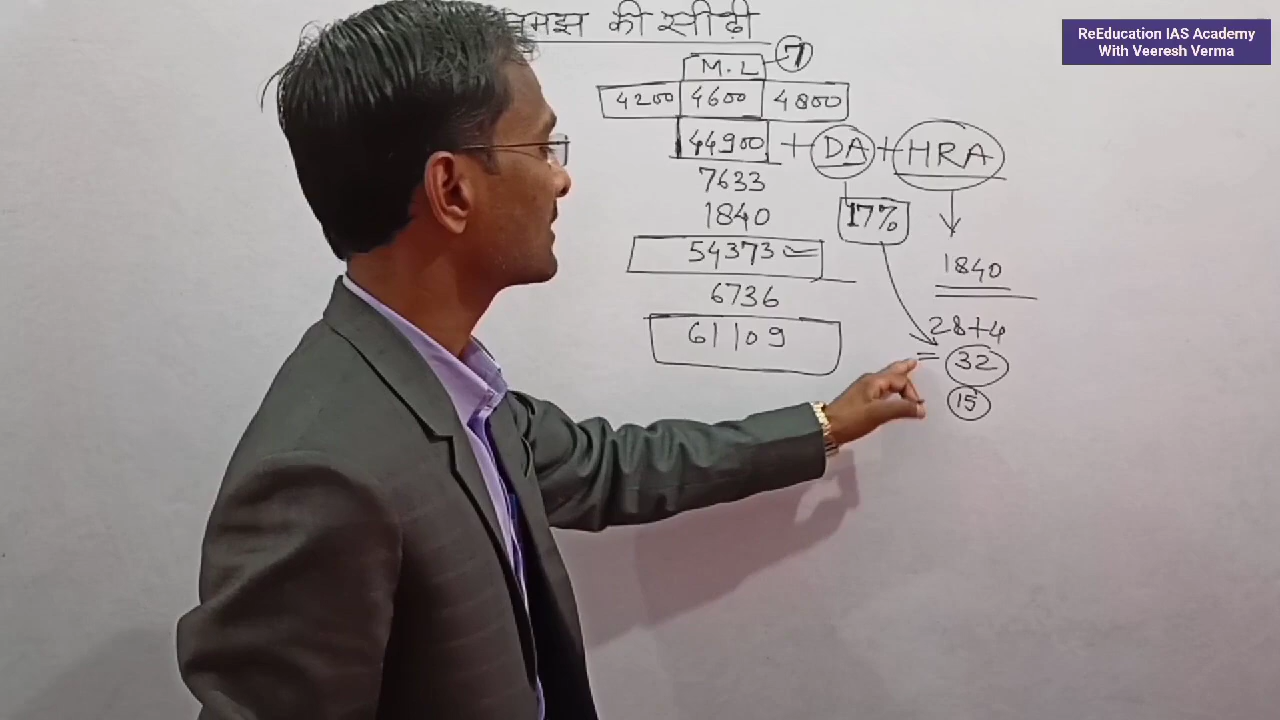 समझ की सीढ़ी
ReEducation IAS Academy
With Veeresh Verma
M.L 7
4200 4600 4800
44900 + DA + HRA
7633
1840
17%
54373 =
1840
6736
28+4
61109
= 32
15